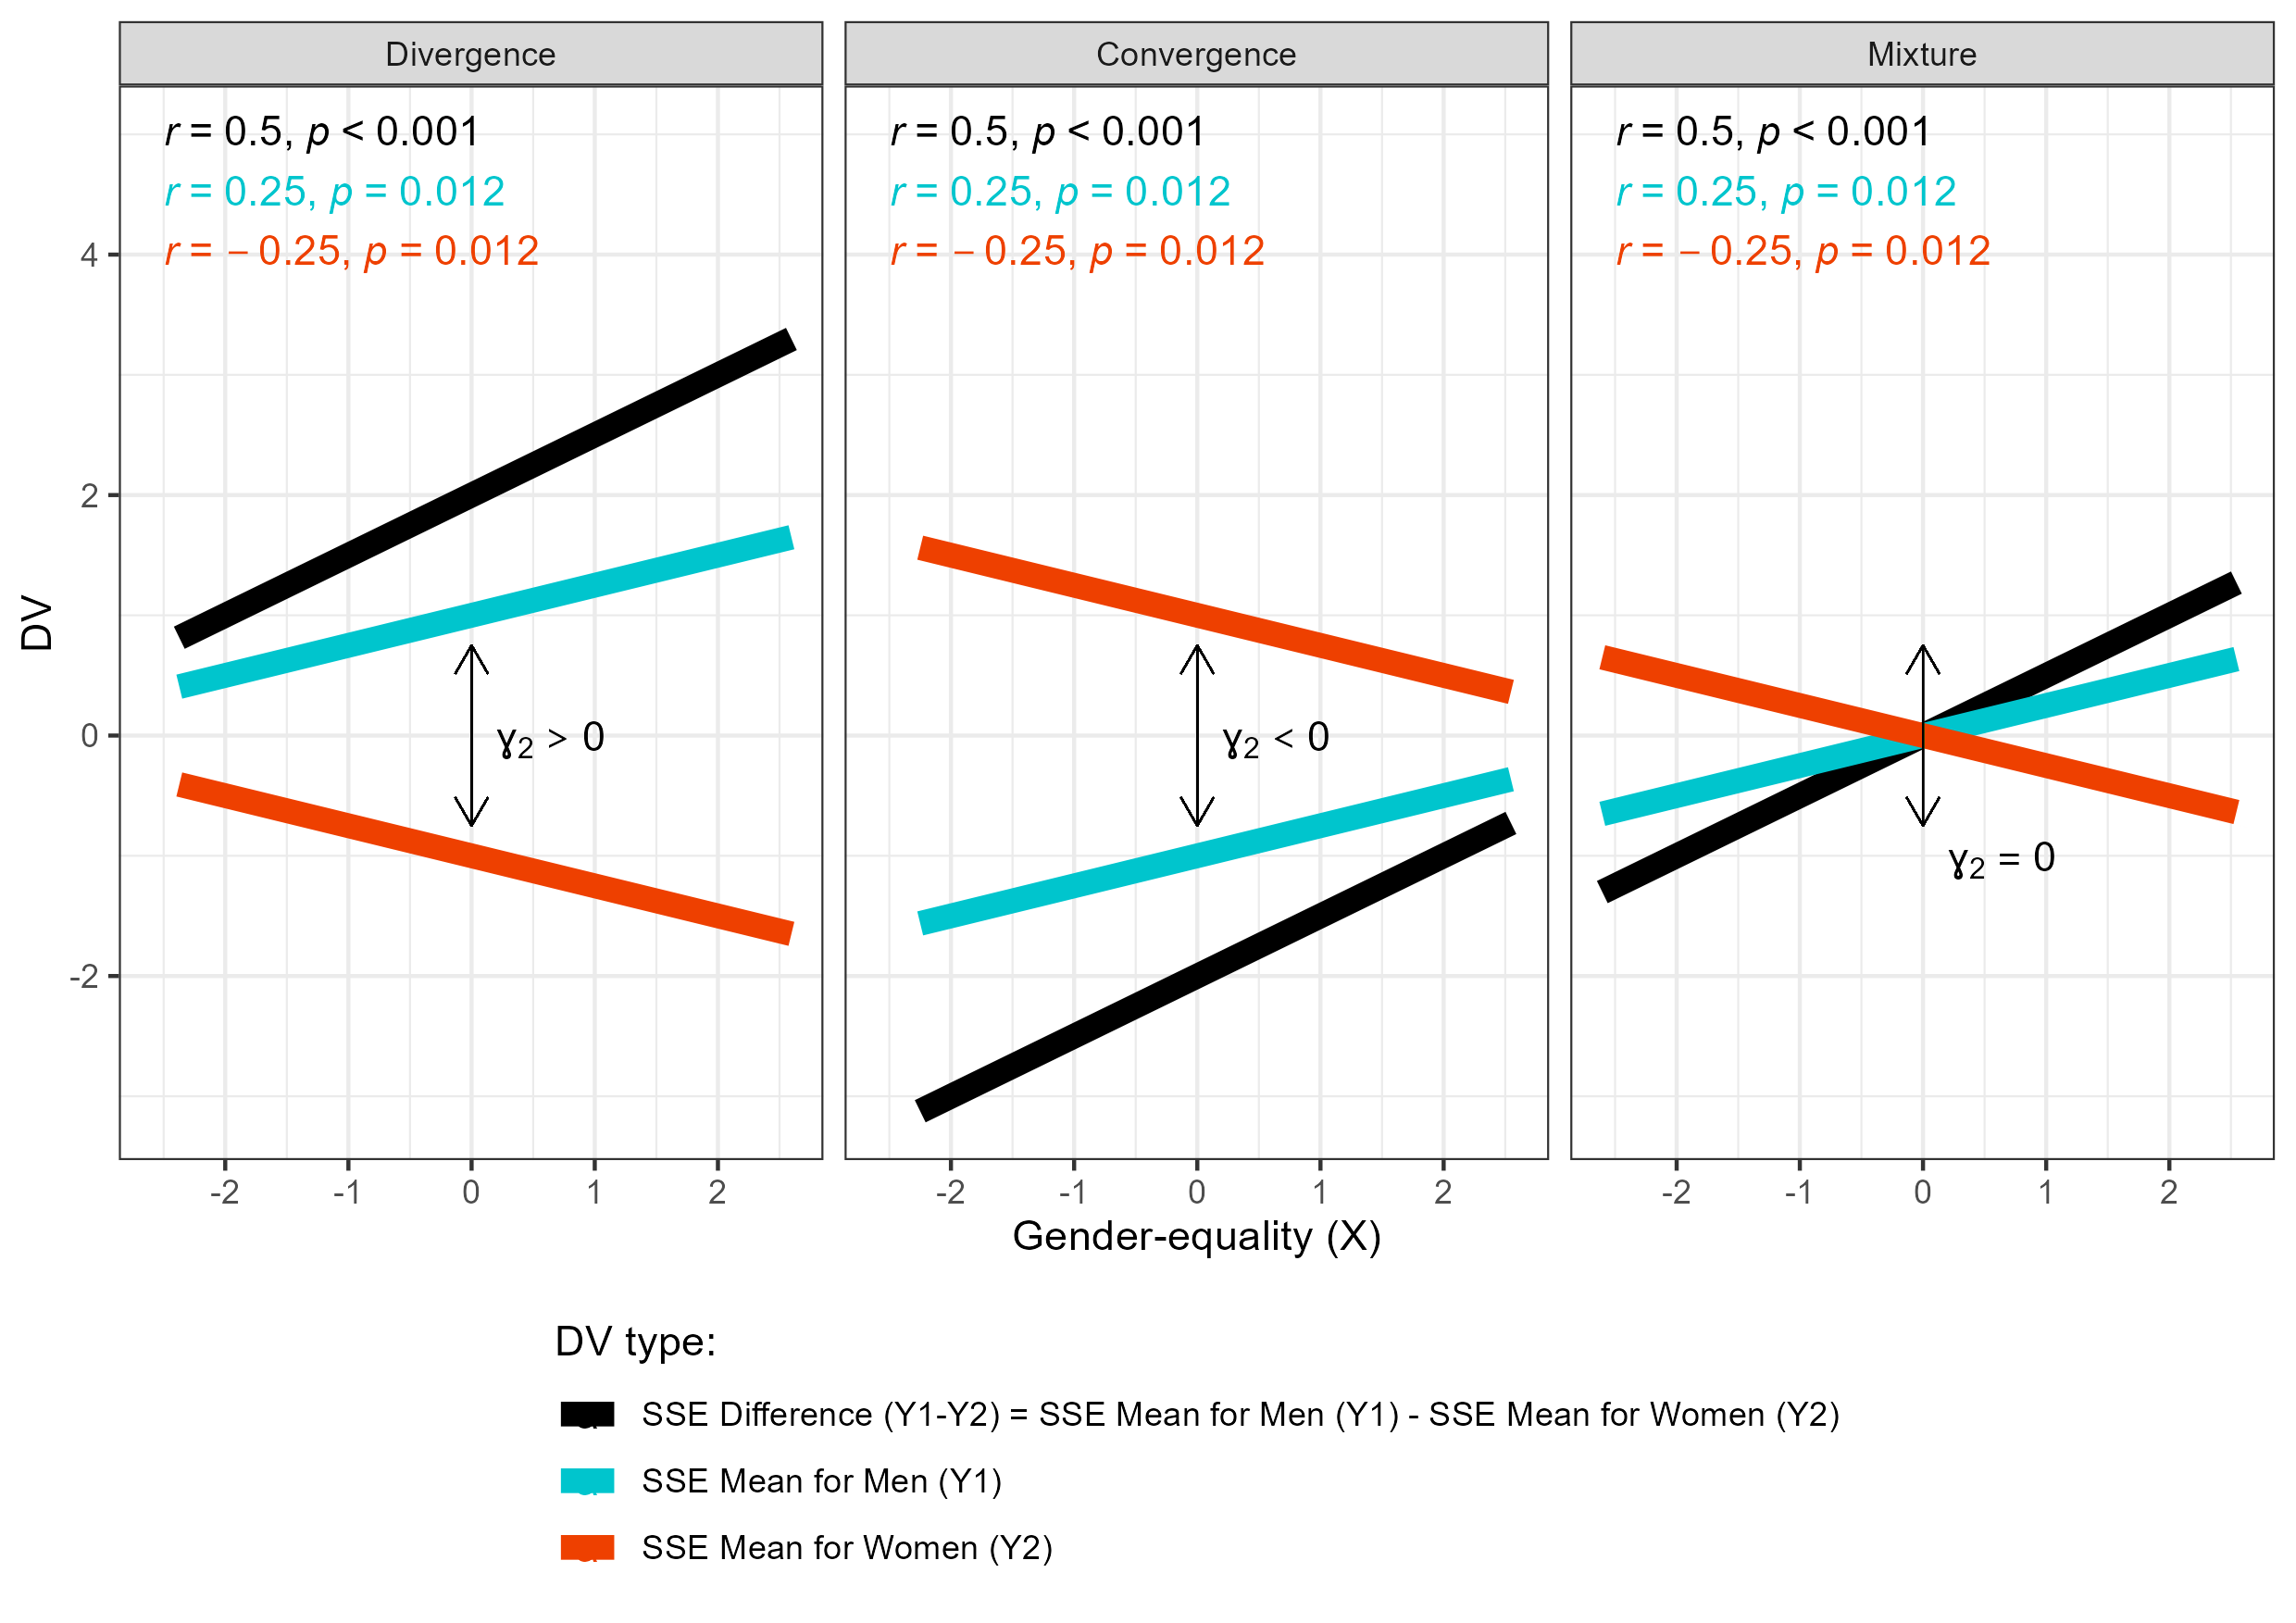 Divergence
Convergence
Mixture
r = 0.5, p < 0.001
r = 0.25, p = 0.012
r = − 0.25, p = 0.012
r = 0.5, p < 0.001
r = 0.25, p = 0.012
r = − 0.25, p = 0.012
r = 0.5, p < 0.001
r = 0.25, p = 0.012
r = − 0.25, p = 0.012
DV
4
2
0
-2
ɣ₂ > 0
ɣ₂ < 0
ɣ₂ = 0
-2 -1 0 1 2
-2 -1 0 1 2
-2 -1 0 1 2
Gender-equality (X)
DV type:
SSE Difference (Y1-Y2) = SSE Mean for Men (Y1) - SSE Mean for Women (Y2)
SSE Mean for Men (Y1)
SSE Mean for Women (Y2)